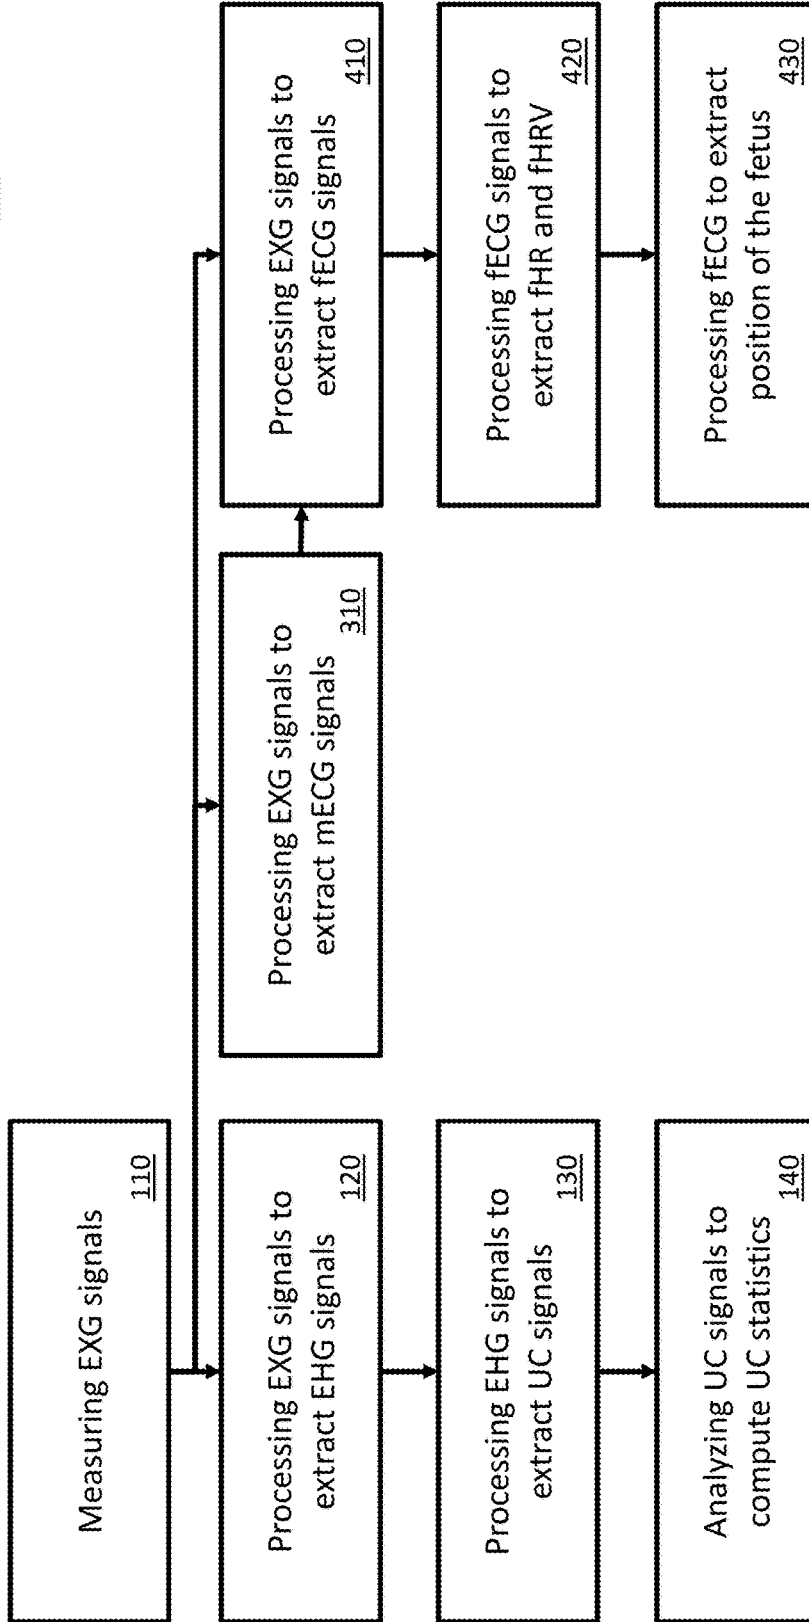 Measuring EXG signals
110
Processing EXG signals to
extract EHG signals
120
Processing EHG signals to
extract UC signals
130
Analyzing UC signals to
compute UC statistics
140
Processing EXG signals to
extract mECG signals
310
Processing EXG signals to
extract fECG signals
410
Processing fECG signals to
extract fHR and fHRV
420
Processing fECG to extract
position of the fetus
430